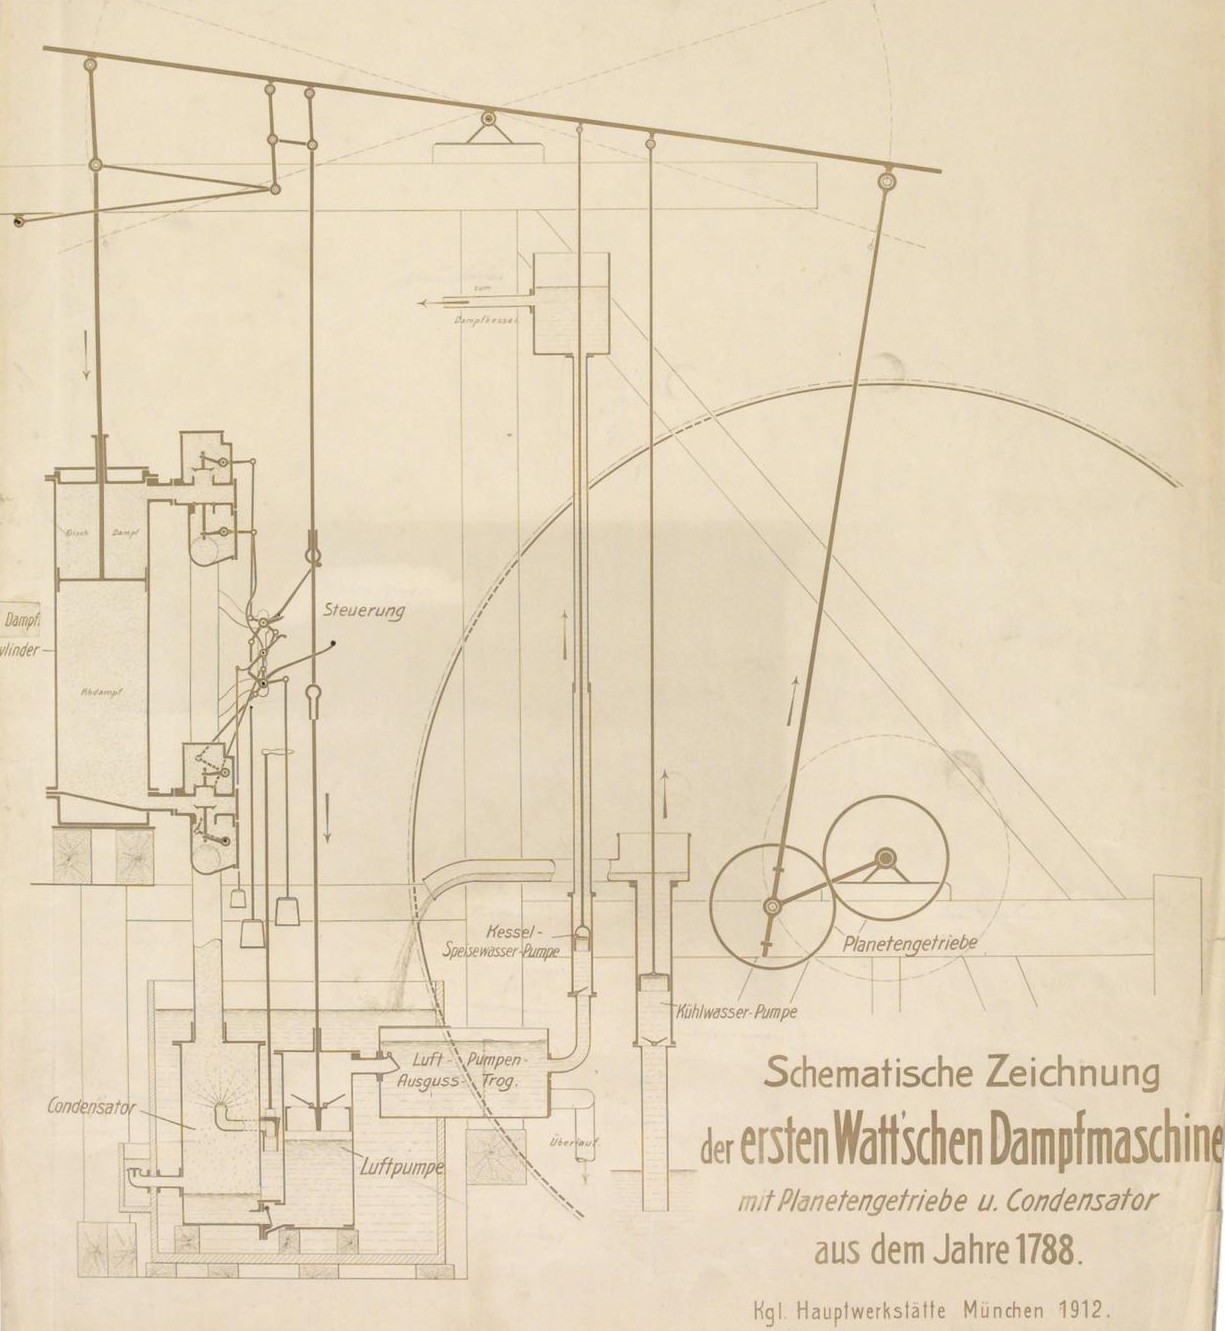 zum
Dampfkessel
Frisch Dampf
Steuerung
Dampf.
ylinder
Abdampf
Kessel-
Speisewasser-Pumpe
Planetengetriebe
Kühlwasser-Pumpe
Luft- Pumpen-
Ausguss- Trog.
Condensator
Überlauf
Luftpumpe
Schematische Zeichnung
der ersten Watt'schen Dampfmaschine
mit Planetengetriebe u. Condensator
aus dem Jahre 1788.
Kgl. Hauptwerkstätte München 1912.